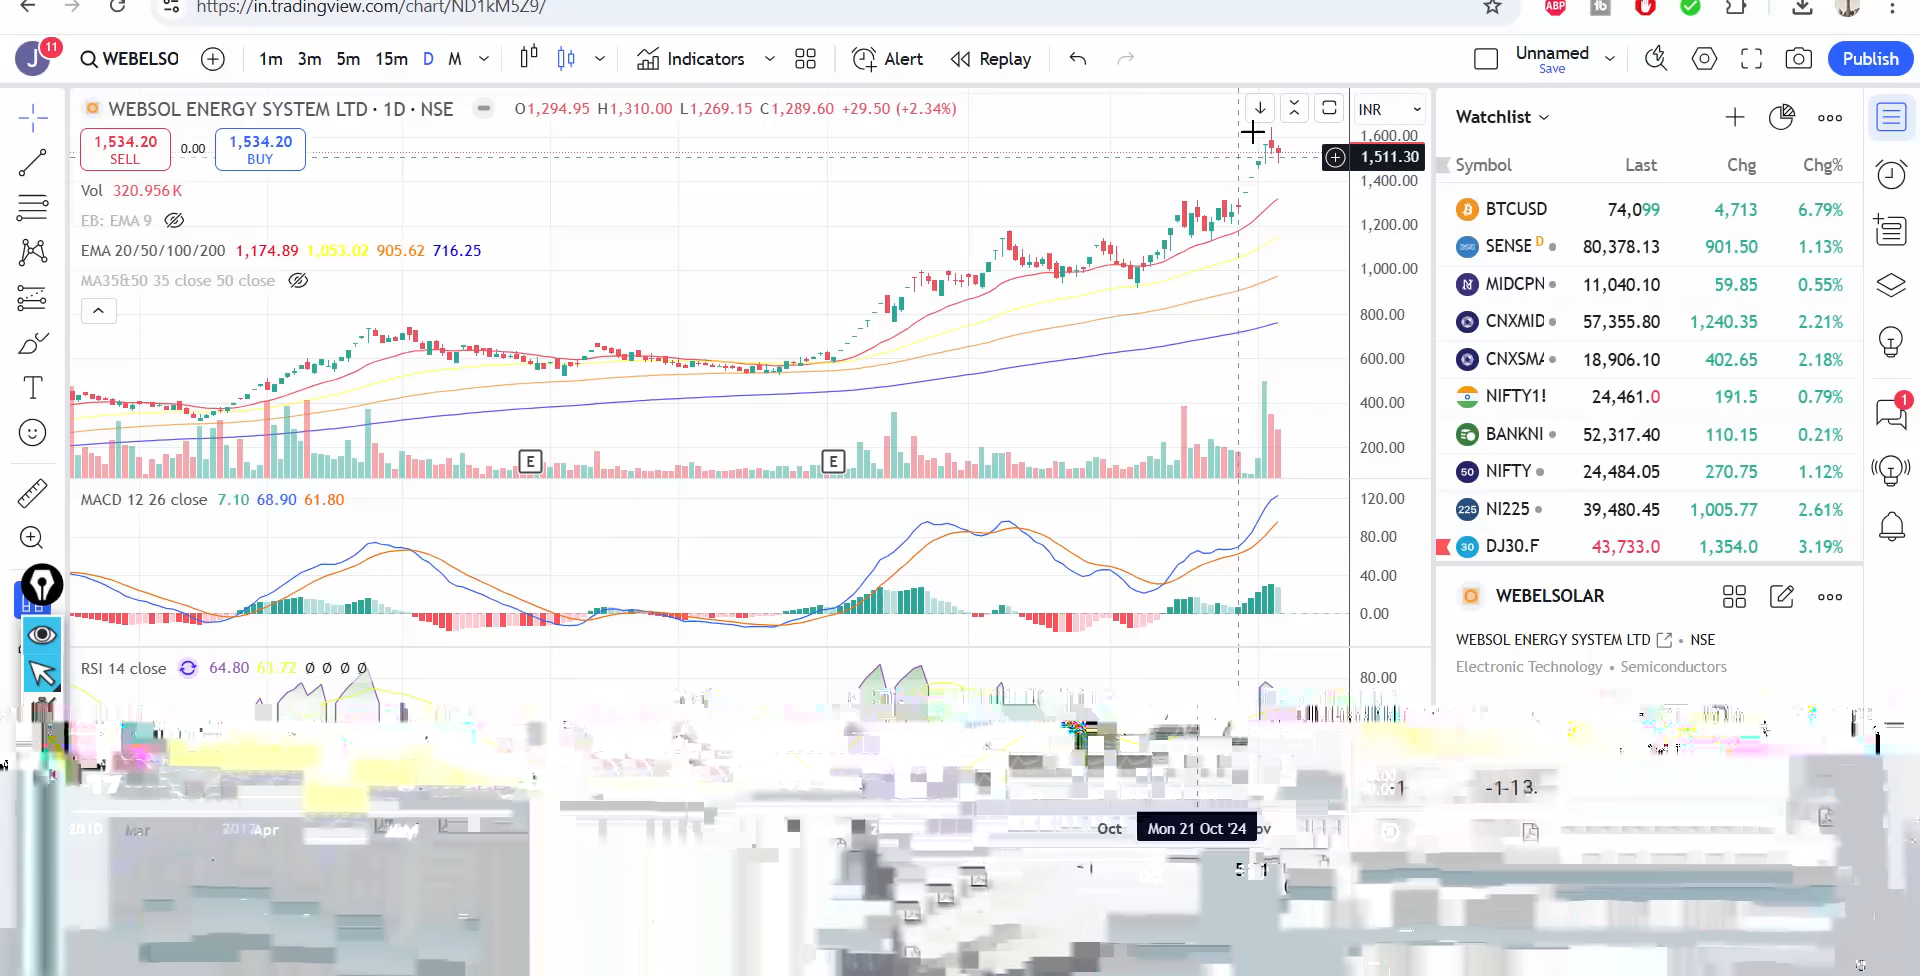 https://in.tradingview.com/chart/ND1kM5Z9/
ABP
J 11 WEBELSO 1m 3m 5m 15m D M Indicators Alert Replay Unnamed Save Publish
WEBSOL ENERGY SYSTEM LTD · 1D · NSE O1,294.95 H1,310.00 L1,269.15 C1,289.60 +29.50 (+2.34%) INR
1,534.20 SELL 0.00 1,534.20 BUY
Vol 320.956 K
EB: EMA 9
EMA 20/50/100/200 1,174.89 1,053.02 905.62 716.25
MA35&50 35 close 50 close
1,600.00
1,511.30
1,400.00
1,200.00
1,000.00
800.00
600.00
400.00
200.00
E E
MACD 12 26 close 7.10 68.90 61.80
120.00
80.00
40.00
0.00
RSI 14 close 64.80 63.72 Ø Ø Ø Ø
80.00
Mar Apr Oct Mon 21 Oct '24
Watchlist
Symbol Last Chg Chg%
BTCUSD 74,099 4,713 6.79%
SENSE D 80,378.13 901.50 1.13%
MIDCPN 11,040.10 59.85 0.55%
CNXMID 57,355.80 1,240.35 2.21%
CNXSMA 18,906.10 402.65 2.18%
NIFTY1! 24,461.0 191.5 0.79%
BANKNI 52,317.40 110.15 0.21%
50 NIFTY 24,484.05 270.75 1.12%
225 NI225 39,480.45 1,005.77 2.61%
30 DJ30.F 43,733.0 1,354.0 3.19%
WEBELSOLAR
WEBSOL ENERGY SYSTEM LTD • NSE
Electronic Technology • Semiconductors
1